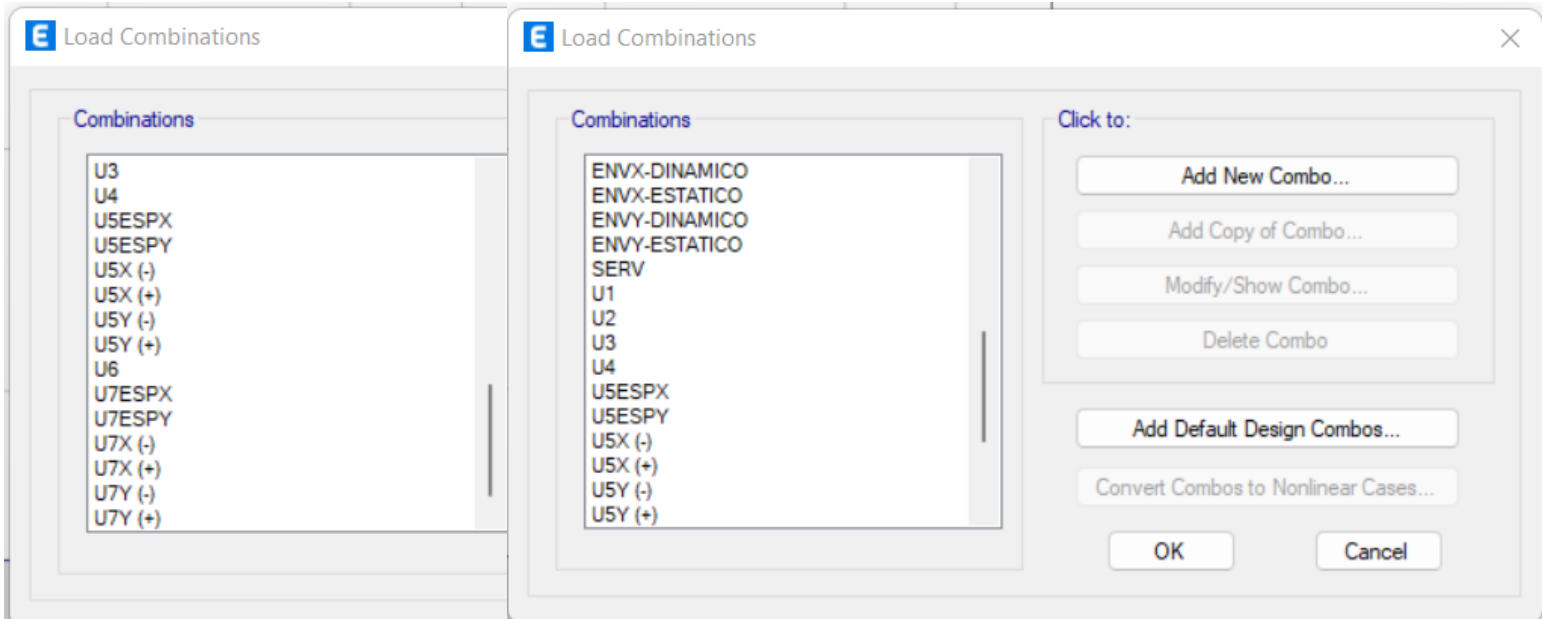 E Load Combinations
Combinations
U3
U4
U5ESPX
U5ESPY
U5X (-)
U5X (+)
U5Y (-)
U5Y (+)
U6
U7ESPX
U7ESPY
U7X (-)
U7X (+)
U7Y (-)
U7Y (+)
E Load Combinations
Combinations
ENVX-DINAMICO
ENVX-ESTATICO
ENVY-DINAMICO
ENVY-ESTATICO
SERV
U1
U2
U3
U4
U5ESPX
U5ESPY
U5X (-)
U5X (+)
U5Y (-)
U5Y (+)
Click to:
Add New Combo...
Add Copy of Combo...
Modify/Show Combo...
Delete Combo
Add Default Design Combos...
Convert Combos to Nonlinear Cases...
OK
Cancel